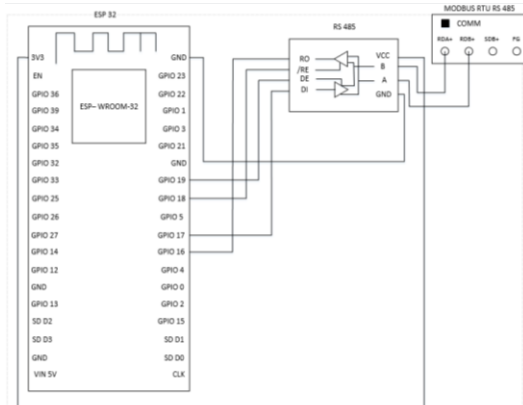 ESP 32
3V3
EN
GPIO 36
GPIO 39
GPIO 34
GPIO 35
GPIO 32
GPIO 33
GPIO 25
GPIO 26
GPIO 27
GPIO 14
GPIO 12
GND
GPIO 13
SD D2
SD D3
GND
VIN 5V
ESP– WROOM-32
GND
GPIO 23
GPIO 22
GPIO 1
GPIO 3
GPIO 21
GND
GPIO 19
GPIO 18
GPIO 5
GPIO 17
GPIO 16
GPIO 4
GPIO 0
GPIO 2
GPIO 15
SD D1
SD D0
CLK
RS 485
RO
/RE
DE
DI
VCC
B
A
GND
MODBUS RTU RS 485
COMM
RDA+ RDB+ SDB+ FG